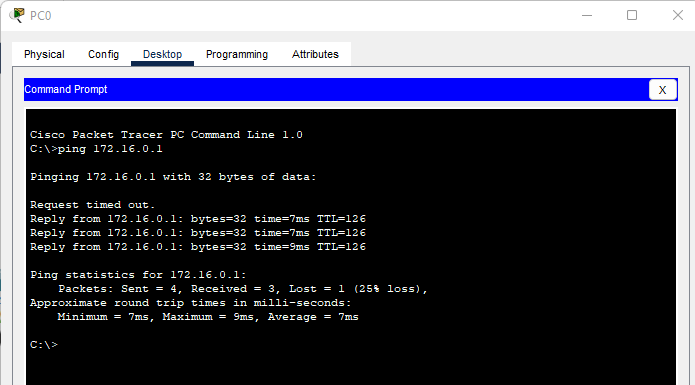 PC0
Physical Config Desktop Programming Attributes
Command Prompt X
Cisco Packet Tracer PC Command Line 1.0
C:\>ping 172.16.0.1
Pinging 172.16.0.1 with 32 bytes of data:
Request timed out.
Reply from 172.16.0.1: bytes=32 time=7ms TTL=126
Reply from 172.16.0.1: bytes=32 time=7ms TTL=126
Reply from 172.16.0.1: bytes=32 time=9ms TTL=126
Ping statistics for 172.16.0.1:
Packets: Sent = 4, Received = 3, Lost = 1 (25% loss),
Approximate round trip times in milli-seconds:
Minimum = 7ms, Maximum = 9ms, Average = 7ms
C:\>